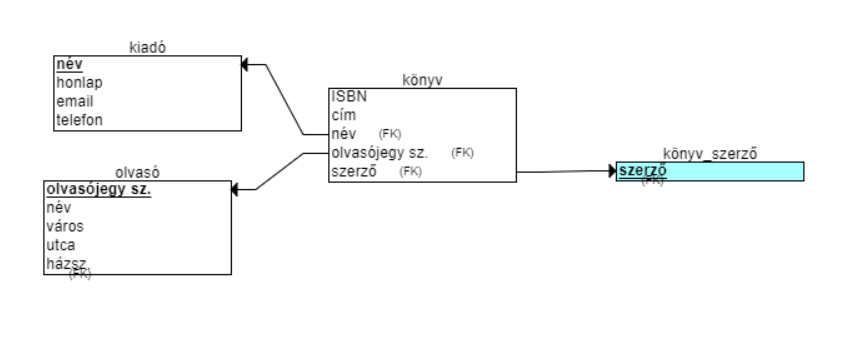 kiadó
név
honlap
email
telefon
könyv
ISBN
cím
név (FK)
olvasójegy sz. (FK)
szerző (FK)
könyv_szerző
szerző
(FK)
olvasó
olvasójegy sz.
név
város
utca
házsz.
(FK)